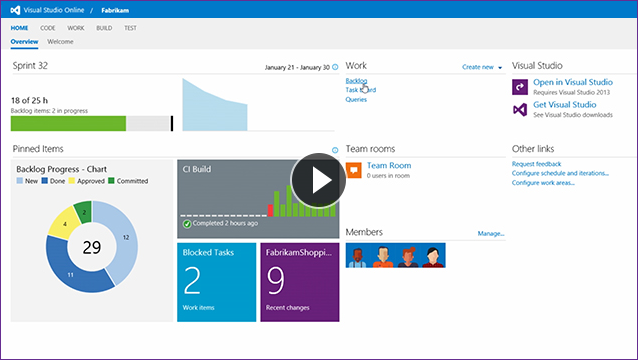 Visual Studio Online / Fabrikam
HOME CODE WORK BUILD TEST
Overview Welcome
Sprint 32
January 21 - January 30
18 of 25 h
Backlog items: 2 in progress
Work
Create new
Backlog
Task board
Queries
Visual Studio
Open in Visual Studio
Requires Visual Studio 2013
Get Visual Studio
See Visual Studio downloads
Pinned Items
Backlog Progress - Chart
New Done Approved Committed
2
4
12
29
11
CI Build
Completed 2 hours ago
Blocked Tasks
2
Work items
FabrikamShoppi...
9
Recent changes
Team rooms
Team Room
0 users in room
Members
Manage...
Other links
Request feedback
Configure schedule and iterations...
Configure work areas...